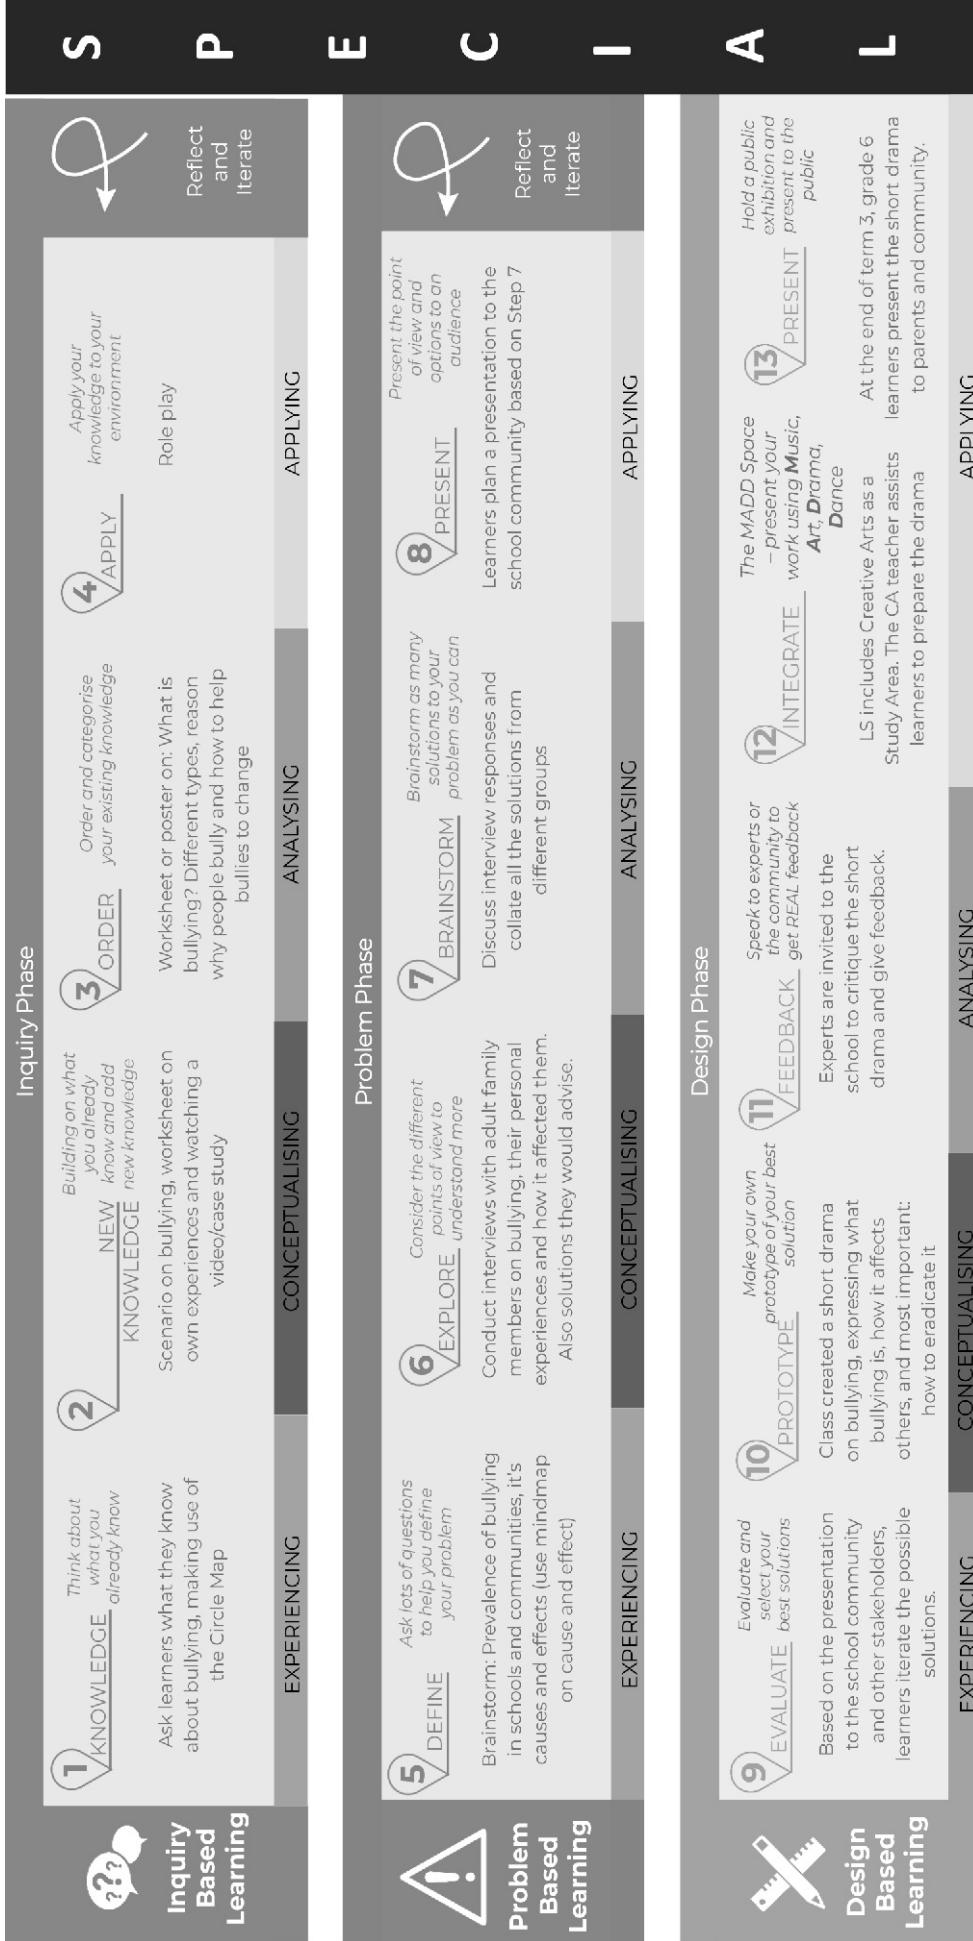 Inquiry Phase
Inquiry
Based
Learning
1
KNOWLEDGE
Think about
what you
already know
Ask learners what they know
about bullying, making use of
the Circle Map
EXPERIENCING
2
NEW
KNOWLEDGE
Building on what
you already
know and add
new knowledge
Scenario on bullying, worksheet on
own experiences and watching a
video/case study
CONCEPTUALISING
3
ORDER
Order and categorise
your existing knowledge
Worksheet or poster on: What is
bullying? Different types, reason
why people bully and how to help
bullies to change
ANALYSING
4
APPLY
Apply your
knowledge to your
environment
Role play
APPLYING
Reflect
and
Iterate
Problem Phase
Problem
Based
Learning
5
DEFINE
Ask lots of questions
to help you define
your problem
Brainstorm: Prevalence of bullying
in schools and communities, it's
causes and effects (use mindmap
on cause and effect)
EXPERIENCING
6
EXPLORE
Consider the different
points of view to
understand more
Conduct interviews with adult family
members on bullying, their personal
experiences and how it affected them.
Also solutions they would advise.
CONCEPTUALISING
7
BRAINSTORM
Brainstorm as many
solutions to your
problem as you can
Discuss interview responses and
collate all the solutions from
different groups
ANALYSING
8
PRESENT
Present the point
of view and
options to an
audience
Learners plan a presentation to the
school community based on Step 7
APPLYING
Reflect
and
Iterate
Design Phase
Design
Based
Learning
9
EVALUATE
Evaluate and
select your
best solutions
Based on the presentation
to the school community
and other stakeholders,
learners iterate the possible
solutions.
EXPERIENCING
10
PROTOTYPE
Make your own
prototype of your best
solution
Class created a short drama
on bullying, expressing what
bullying is, how it affects
others, and most important:
how to eradicate it
CONCEPTUALISING
11
FEEDBACK
Speak to experts or
the community to
get REAL feedback
Experts are invited to the
school to critique the short
drama and give feedback.
ANALYSING
12
INTEGRATE
The MADD Space
– present your
work using Music,
Art, Drama,
Dance
LS includes Creative Arts as a
Study Area. The CA teacher assists
learners to prepare the drama
13
PRESENT
Hold a public
exhibition and
present to the
public
At the end of term 3, grade 6
learners present the short drama
to parents and community.
APPLYING
S
P
E
C
I
A
L